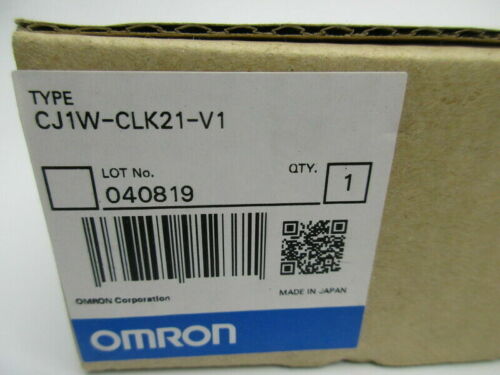 TYPE
CJ1W-CLK21-V1
LOT No.
QTY.
040819
1
OMRON Corporation
MADE IN JAPAN
OMRON